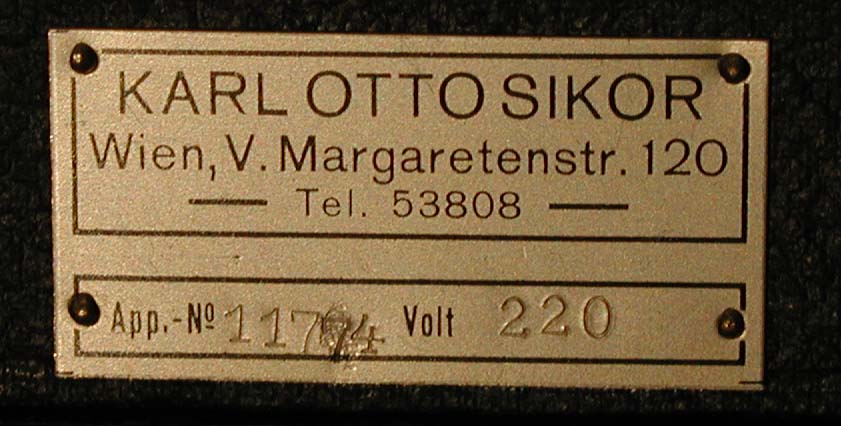 KARL OTTO SIKOR
Wien, V. Margaretenstr. 120
— Tel. 53808 —
App.-Nº Volt 220